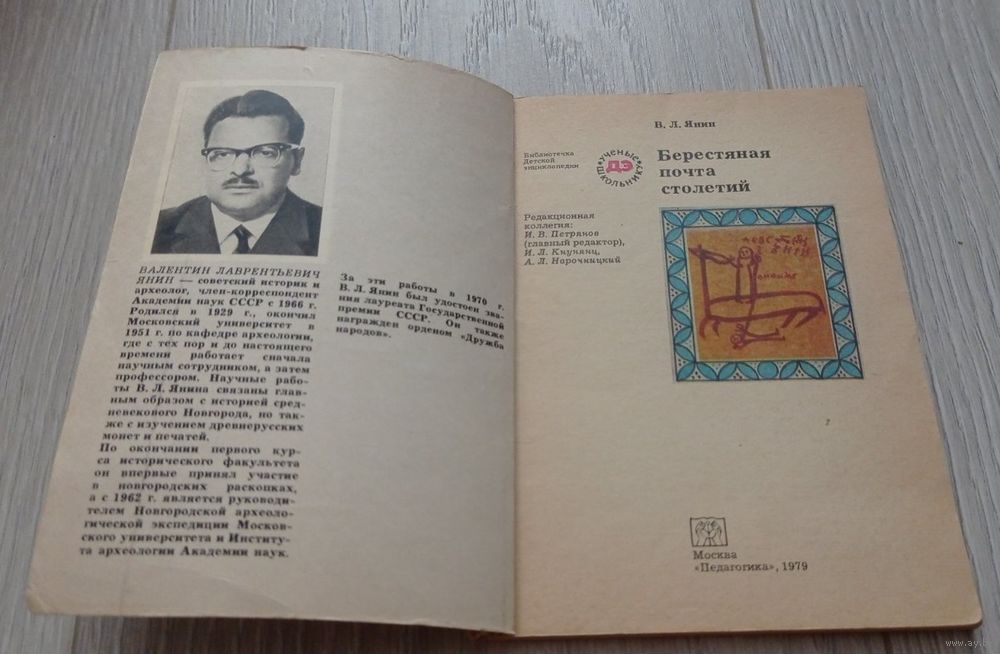 ВАЛЕНТИН ЛАВРЕНТЬЕВИЧ
ЯНИН — советский историк и
археолог, член-корреспондент
Академии наук СССР с 1966 г.
Родился в 1929 г., окончил
Московский университет в
1951 г. по кафедре археологии,
где с тех пор и до настоящего
времени работает сначала
научным сотрудником, а затем
профессором. Научные рабо-
ты В. Л. Янина связаны глав-
ным образом с историей сред-
невекового Новгорода, но так-
же с изучением древнерусских
монет и печатей.
По окончании первого кур-
са исторического факультета
он впервые принял участие
в новгородских раскопках,
а с 1962 г. является руководи-
телем Новгородской археоло-
гической экспедиции Москов-
ского университета и Институ-
та археологии Академии наук.
За эти работы в 1970 г.
В. Л. Янин был удостоен зва-
ния лауреата Государственной
премии СССР. Он также
награжден орденом «Дружба
народов».
В. Л. Янин
Библиотечка
Детской
энциклопедии
УЧЕНЫЕ
ШКОЛЬНИКУ
ДЭ
Берестяная
почта
столетий
Редакционная
коллегия:
И. В. Петрянов
(главный редактор),
И. Л. Кнунянц,
А. Л. Нарочницкий
Москва
«Педагогика», 1979